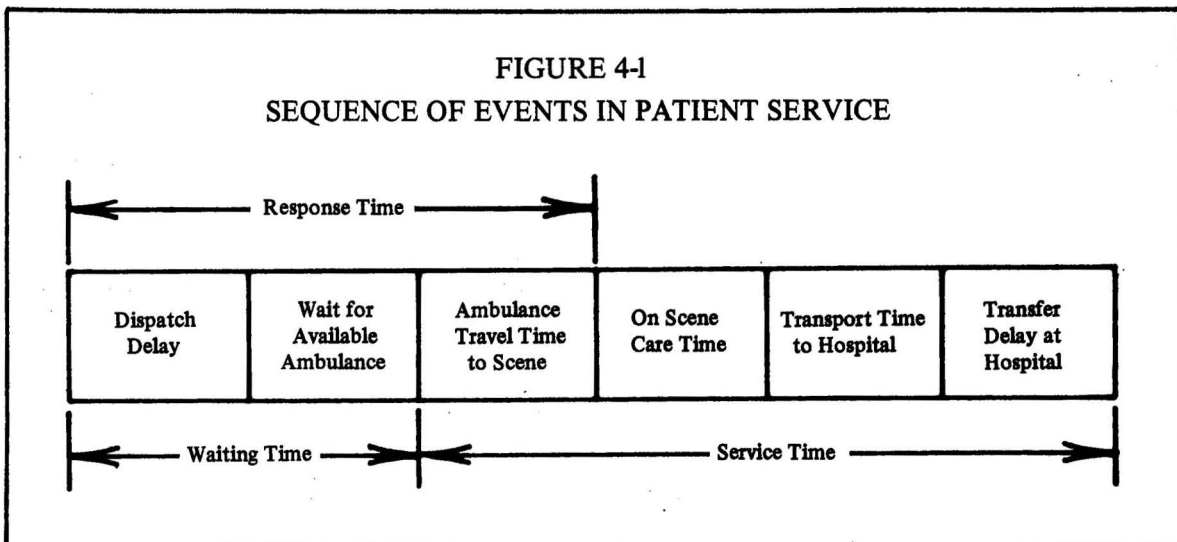 FIGURE 4-1
SEQUENCE OF EVENTS IN PATIENT SERVICE
Response Time
Dispatch
Delay
Wait for
Available
Ambulance
Ambulance
Travel Time
to Scene
On Scene
Care Time
Transport Time
to Hospital
Transfer
Delay at
Hospital
Waiting Time
Service Time